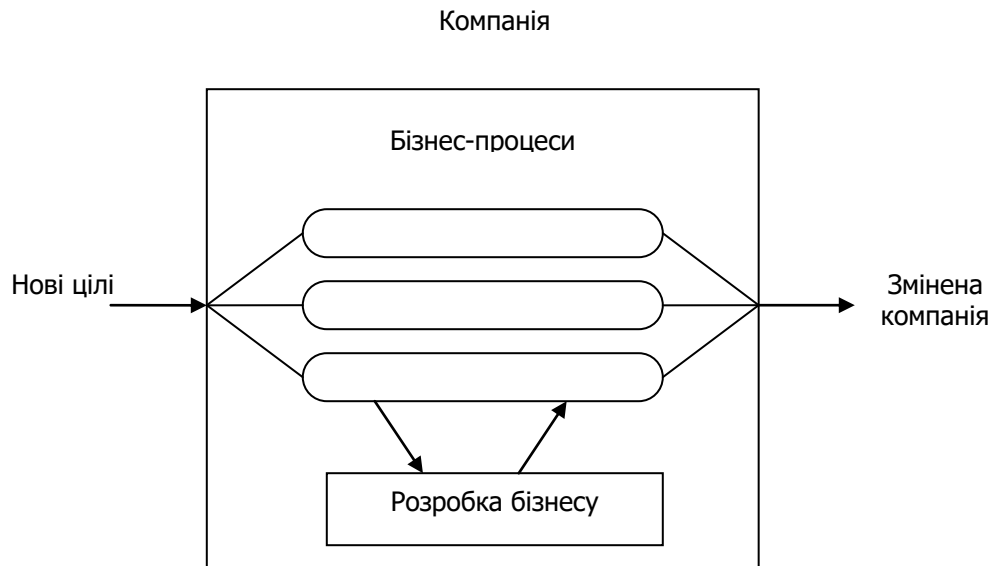 Компанія
Бізнес-процеси
Нові цілі
Змінена
компанія
Розробка бізнесу